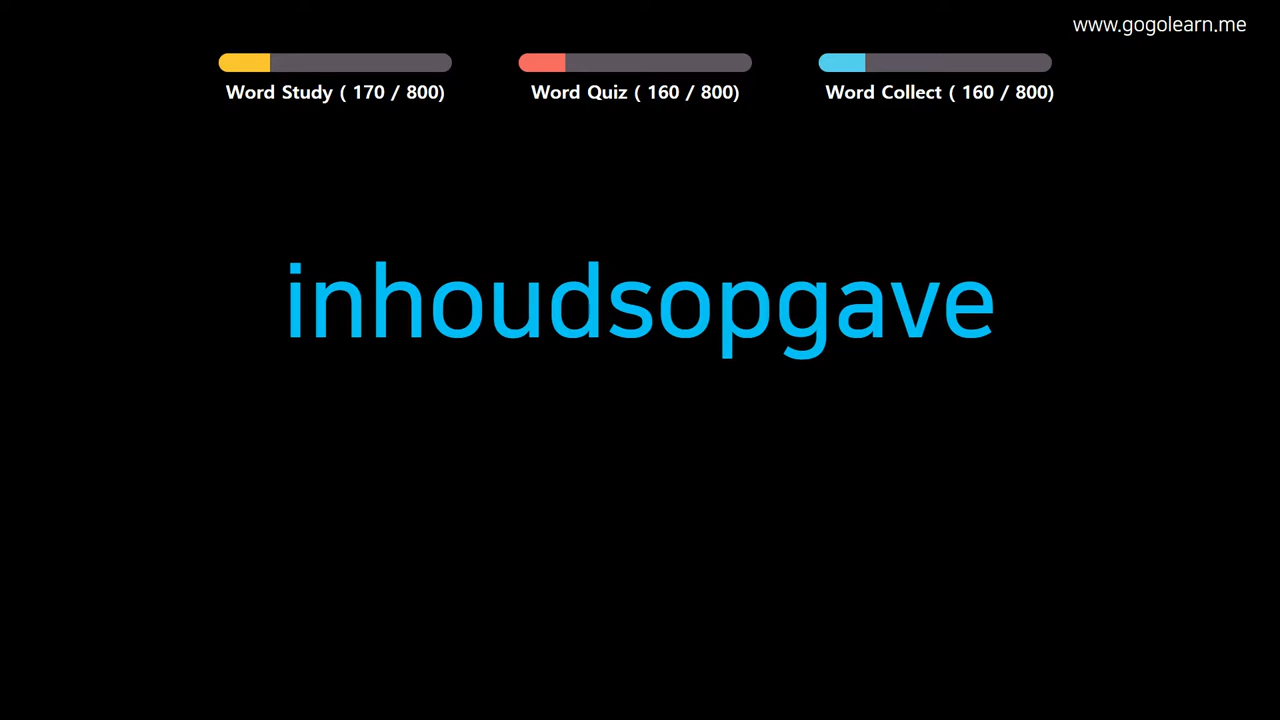 www.gogolearn.me
Word Study ( 170 / 800)
Word Quiz ( 160 / 800)
Word Collect ( 160 / 800)
inhoudsopgave